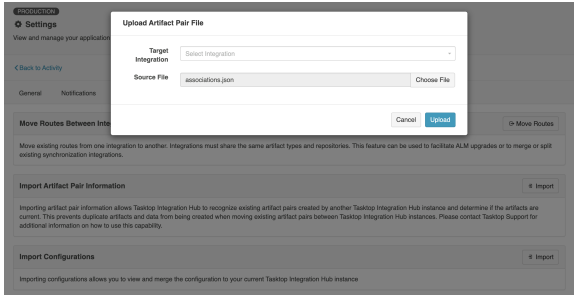 PRODUCTION
Settings
View and manage your application
Back to Activity
General Notifications
Upload Artifact Pair File
Target Integration
Select Integration
Source File
associations.json
Choose File
Cancel Upload
Move Routes Between Inte
Move Routes
Move existing routes from one integration to another. Integrations must share the same artifact types and repositories. This feature can be used to facilitate ALM upgrades or to merge or split
existing synchronization integrations.
Import Artifact Pair Information
Import
Importing artifact pair information allows Tasktop Integration Hub to recognize existing artifact pairs created by another Tasktop Integration Hub instance and determine if the artifacts are
current. This prevents duplicate artifacts and data from being created when moving existing artifact pairs between Tasktop Integration Hub instances. Please contact Tasktop Support for
additional information on how to use this capability.
Import Configurations
Import
Importing configurations allows you to view and merge the configuration to your current Tasktop Integration Hub instance